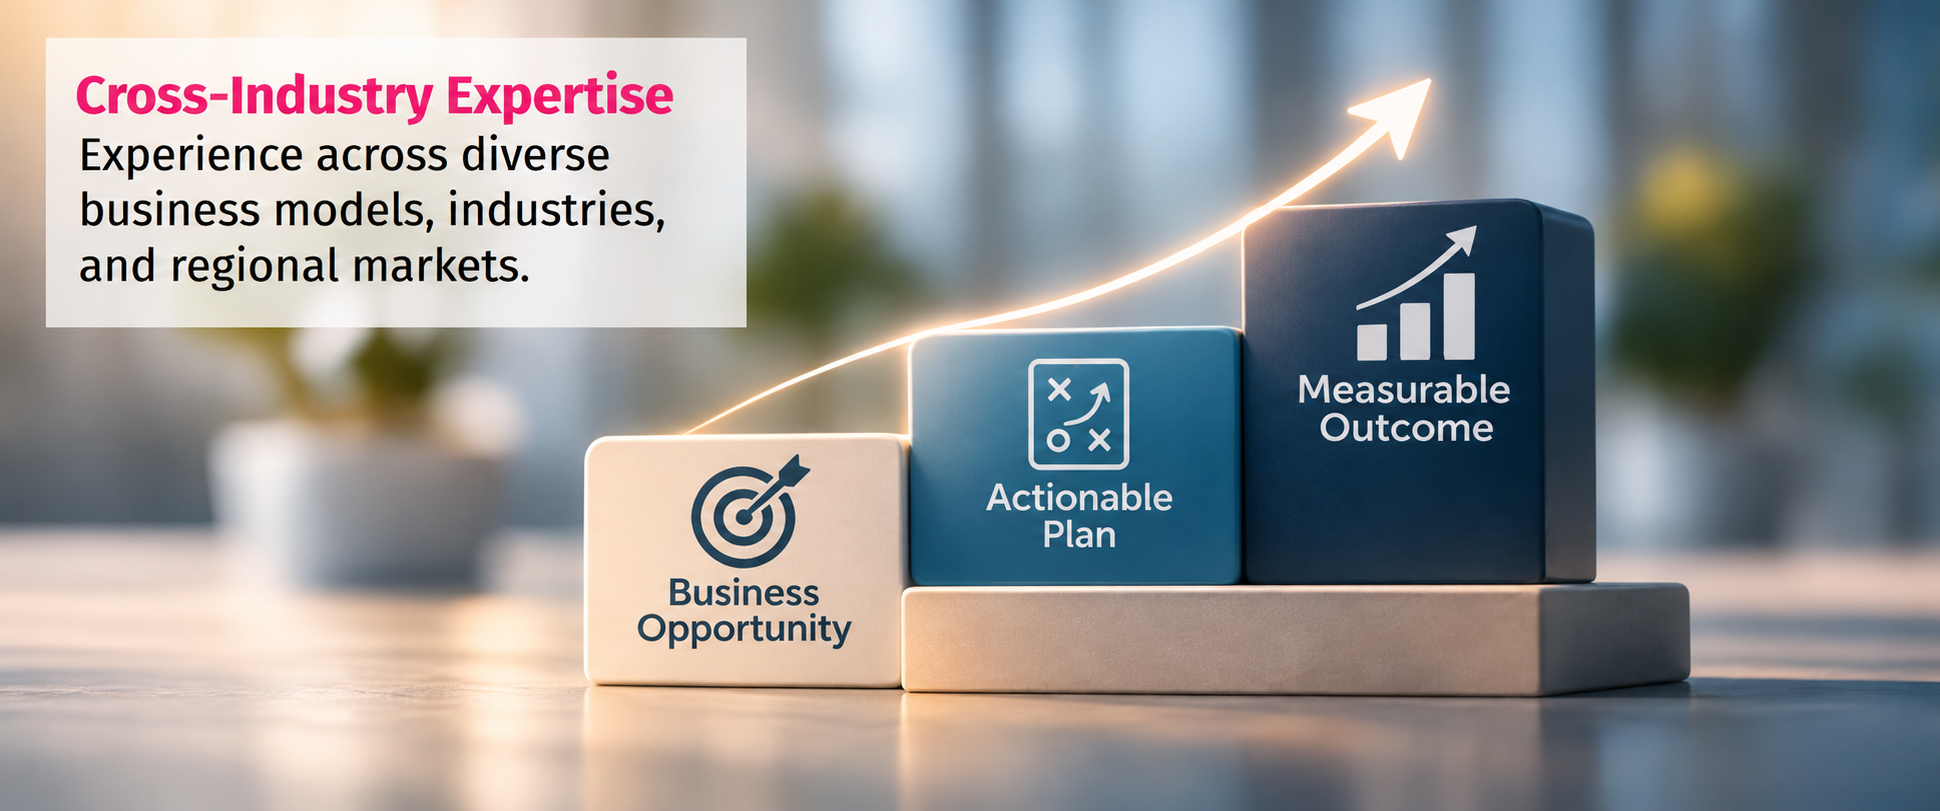 Cross-Industry Expertise
Experience across diverse
business models, industries,
and regional markets.
Business
Opportunity
Actionable
Plan
Measurable
Outcome